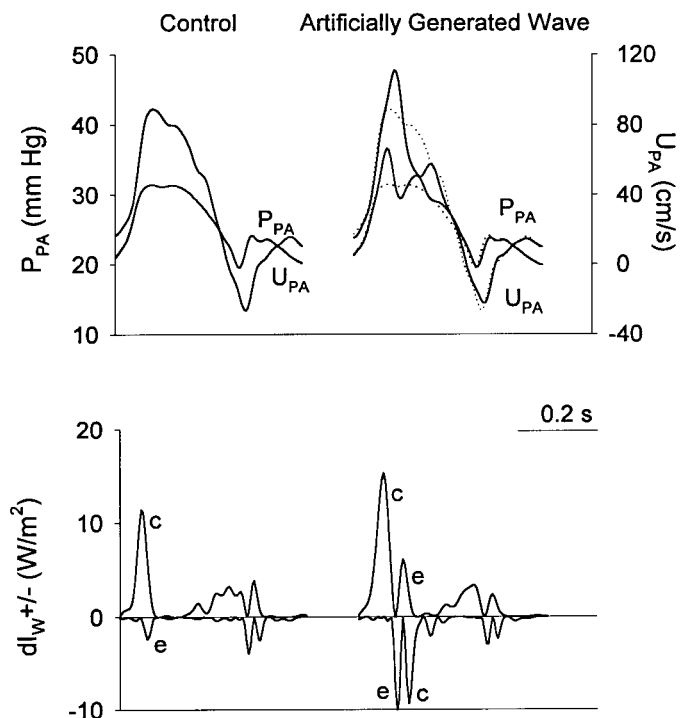 Control
Artificially Generated Wave
50
40
30
20
10
P_PA (mm Hg)
P_PA
U_PA
P_PA
U_PA
120
80
40
0
-40
U_PA (cm/s)
0.2 s
20
10
0
-10
dI_W+/- (W/m²)
c
e
c
e
e
c